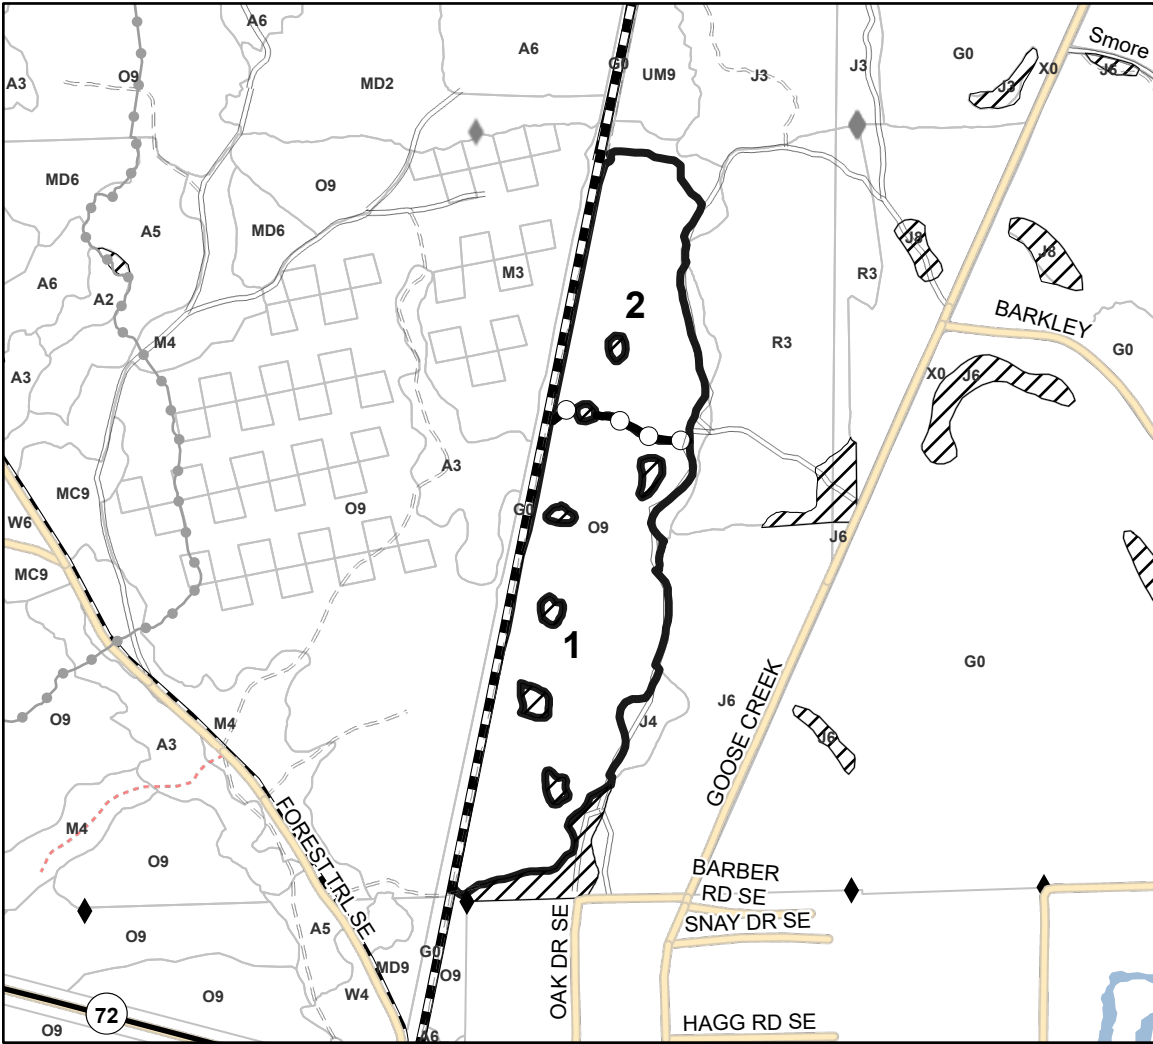 A6
A6
G0
Smore
G0
J3
UM9
J3
X0
J6
A3
O9
MD2
J3
MD6
O9
A5
MD6
J8
J8
M3
R3
A6
A2
2
BARKLEY
M4
R3
G0
A3
X0
J6
A3
MC9
O9
G0
O9
W6
J6
MC9
1
G0
GOOSE CREEK
J6
O9
M4
J4
J6
A3
FOREST TRL SE
M4
O9
BARBER
RD SE
SNAY DR SE
OAK DR SE
A5
O9
G0
MD9
O9
O9
W4
72
O9
A6
HAGG RD SE